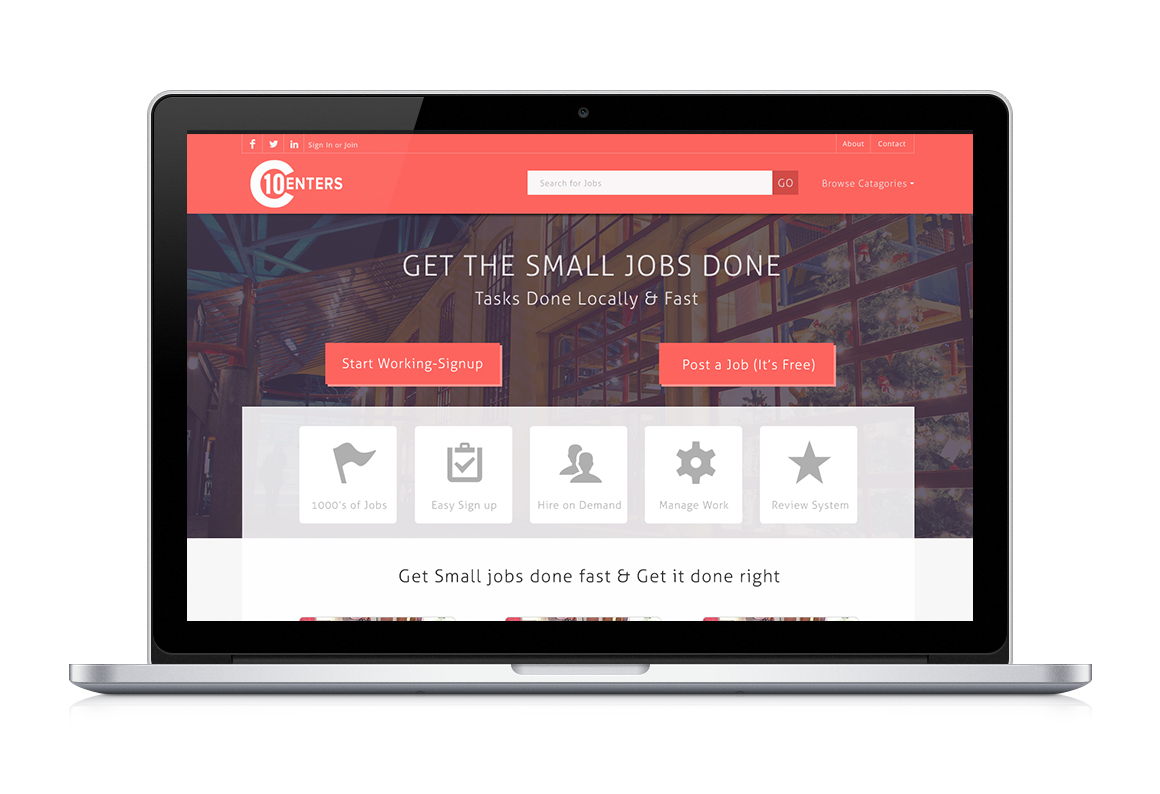 f in Sign In or Join About Contact
C10ENTERS Search for Jobs GO Browse Catagories
GET THE SMALL JOBS DONE
Tasks Done Locally & Fast
Start Working-Signup Post a Job (It's Free)
1000's of Jobs Easy Sign up Hire on Demand Manage Work Review System
Get Small jobs done fast & Get it done right